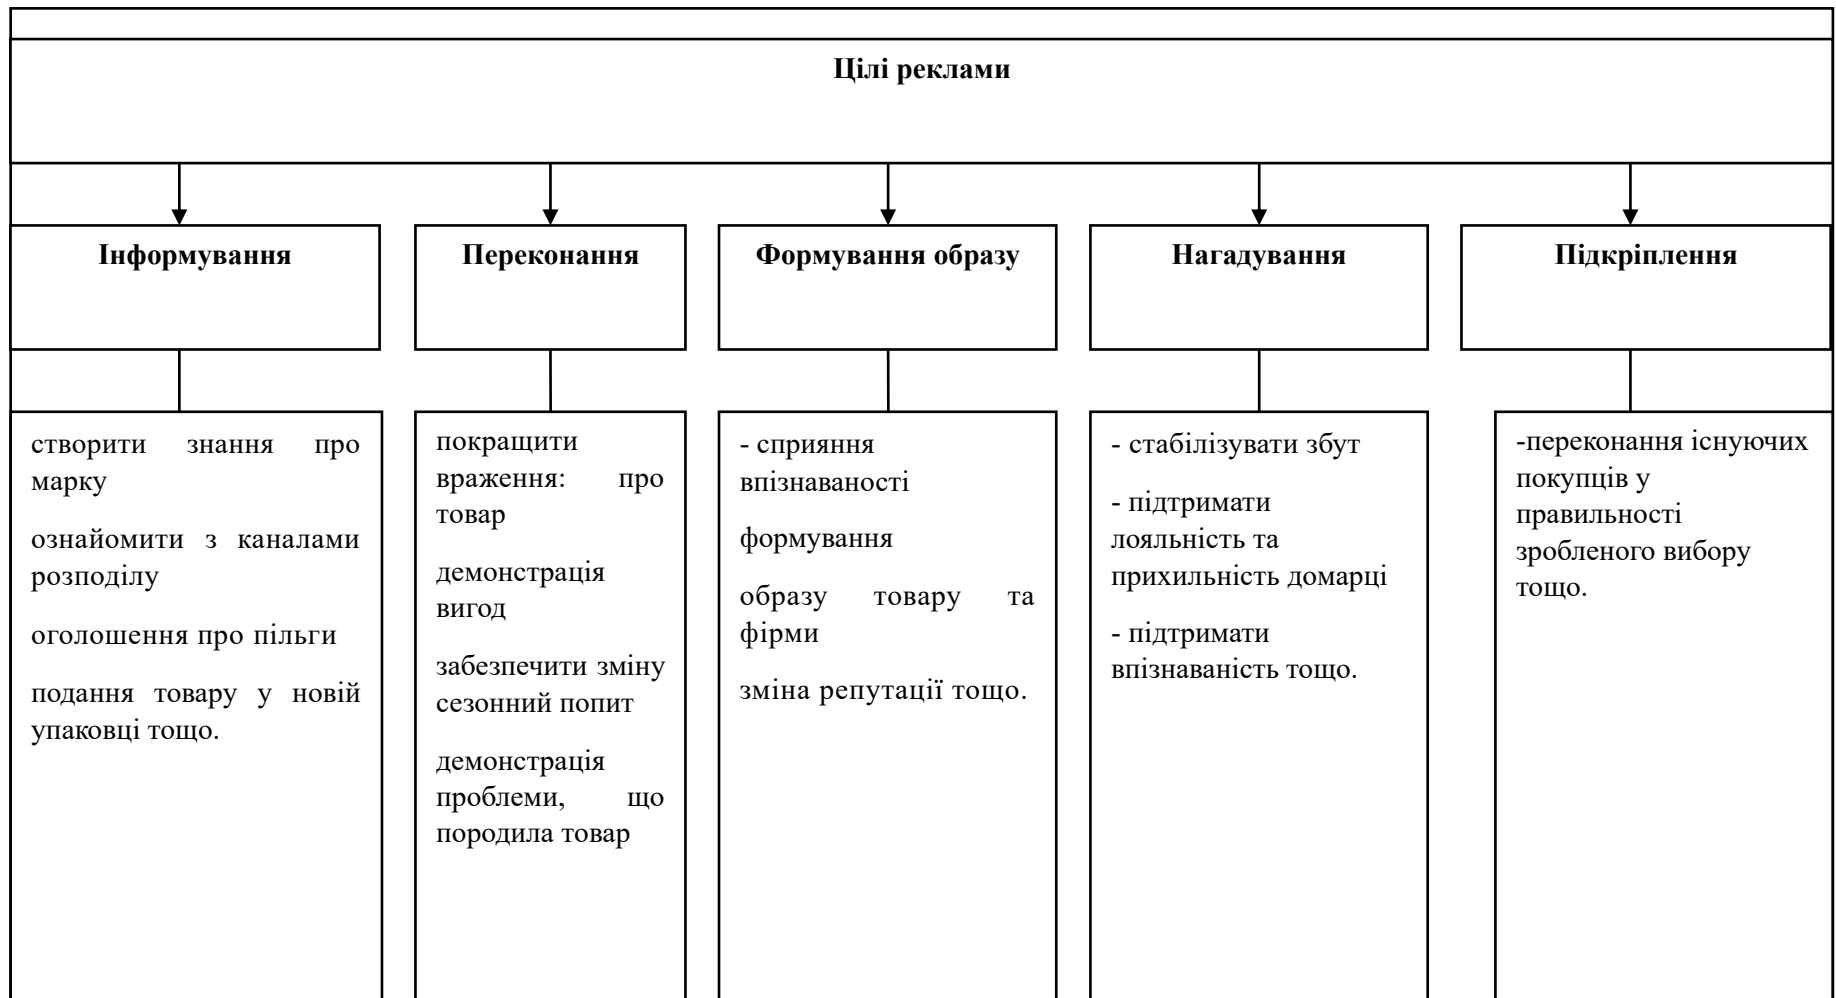 Цілі реклами
Інформування
Переконання
Формування образу
Нагадування
Підкріплення
створити знання про
марку
ознайомити з каналами
розподілу
оголошення про пільги
подання товару у новій
упаковці тощо.
покращити
враження: про
товар
демонстрація
вигод
забезпечити зміну
сезонний попит
демонстрація
проблеми, що
породила товар
- сприяння
впізнаваності
формування
образу товару та
фірми
зміна репутації тощо.
- стабілізувати збут
- підтримати
лояльність та
прихильність домарці
- підтримати
впізнаваність тощо.
-переконання існуючих
покупців у
правильності
зробленого вибору
тощо.